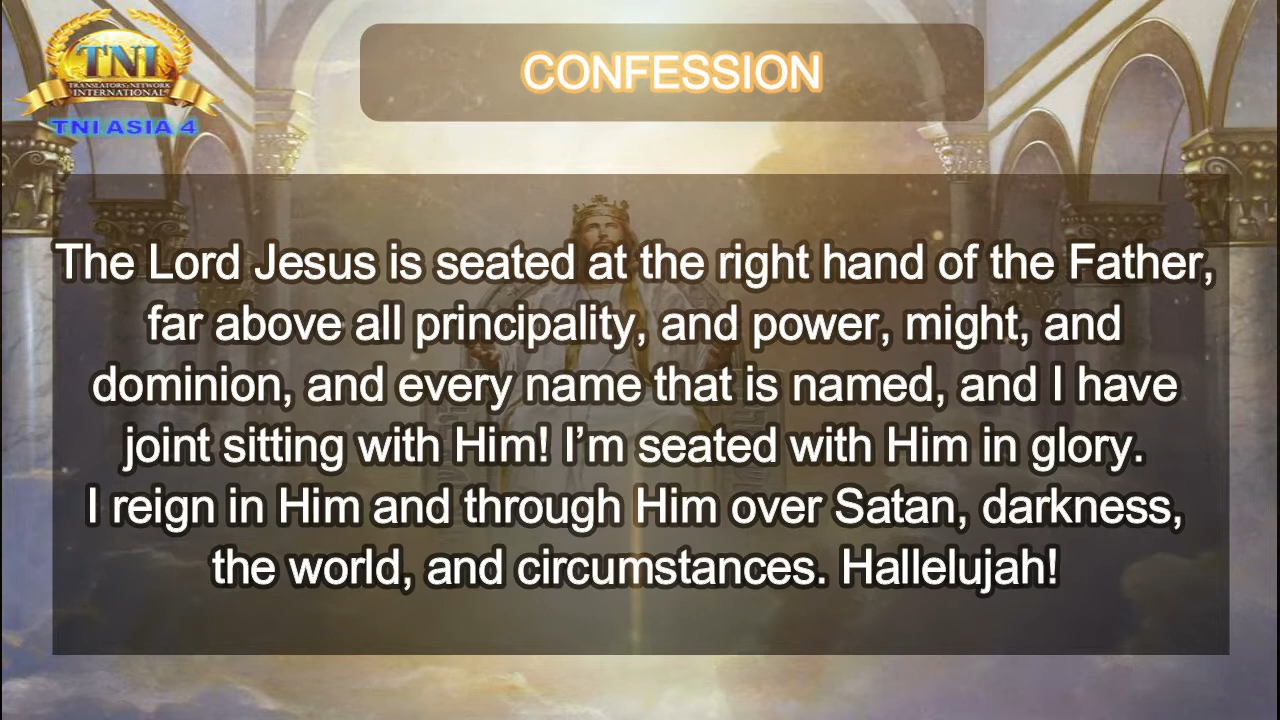 TNI
TRANSLATORS NETWORK
INTERNATIONAL
TNI ASIA 4
CONFESSION
The Lord Jesus is seated at the right hand of the Father,
far above all principality, and power, might, and
dominion, and every name that is named, and I have
joint sitting with Him! I’m seated with Him in glory.
I reign in Him and through Him over Satan, darkness,
the world, and circumstances. Hallelujah!